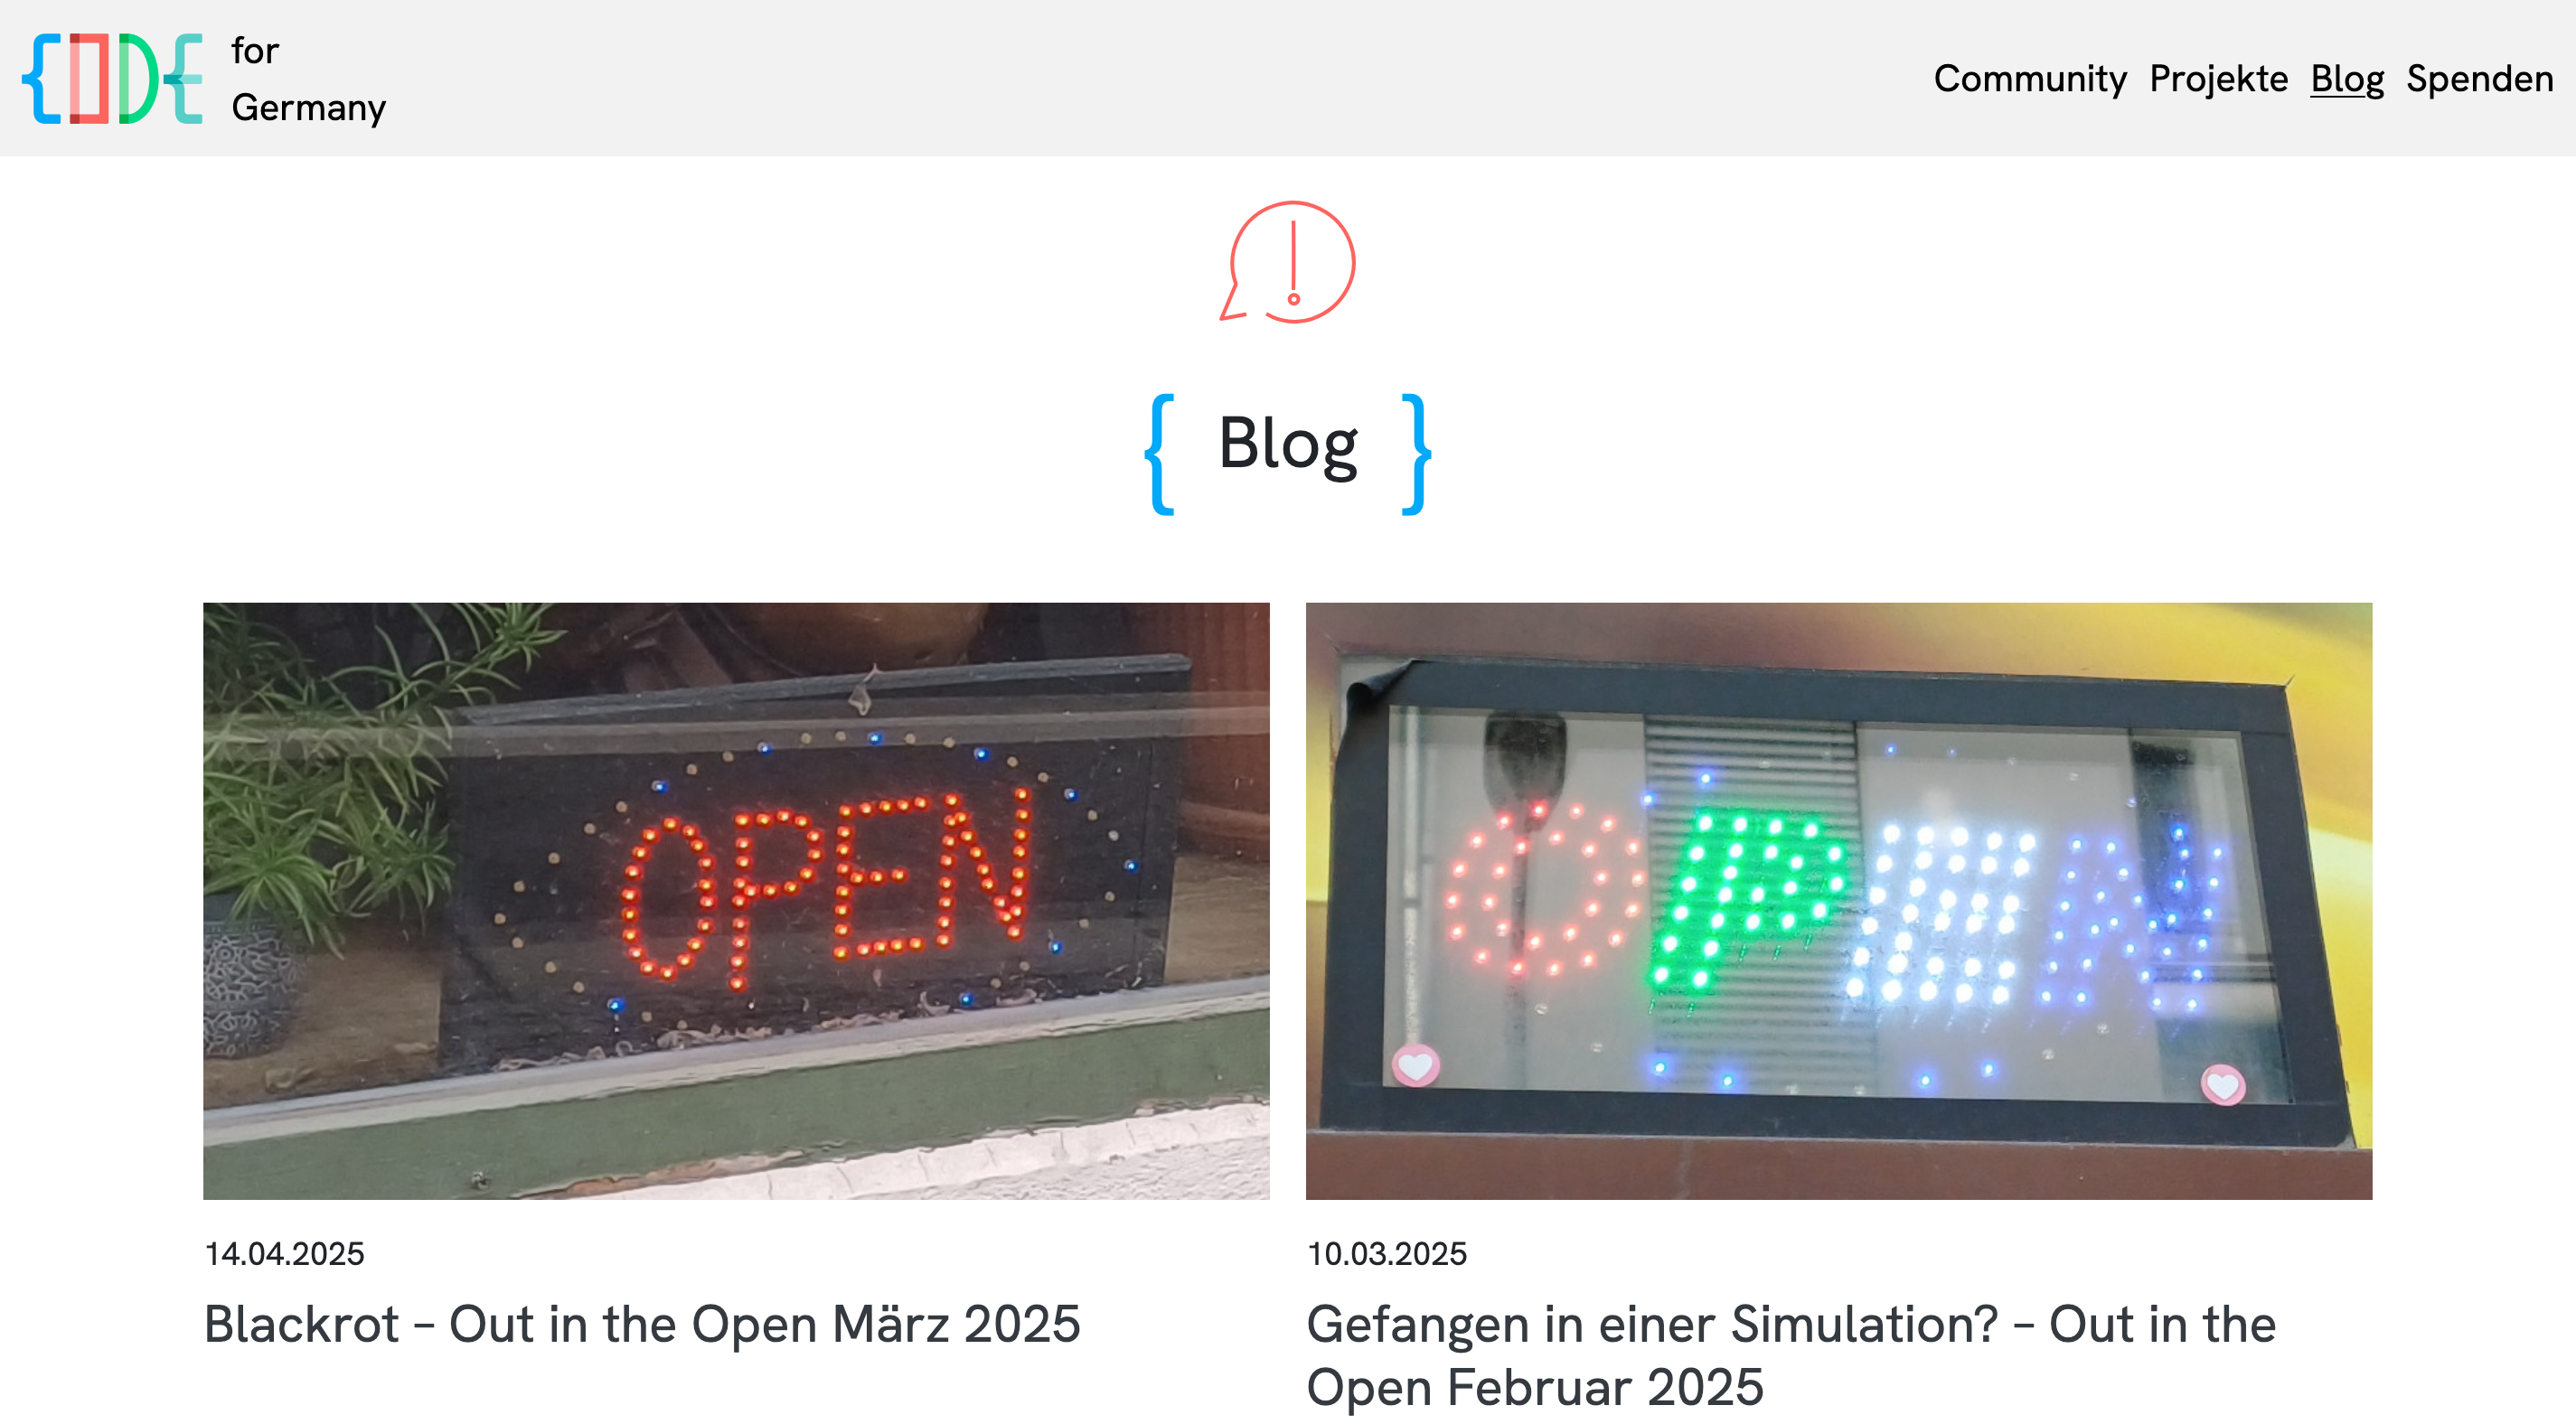 {CODE
for
Germany
Community Projekte Blog Spenden
{ Blog }
OPEN
OPEN
14.04.2025
Blackrot – Out in the Open März 2025
10.03.2025
Gefangen in einer Simulation? – Out in the
Open Februar 2025